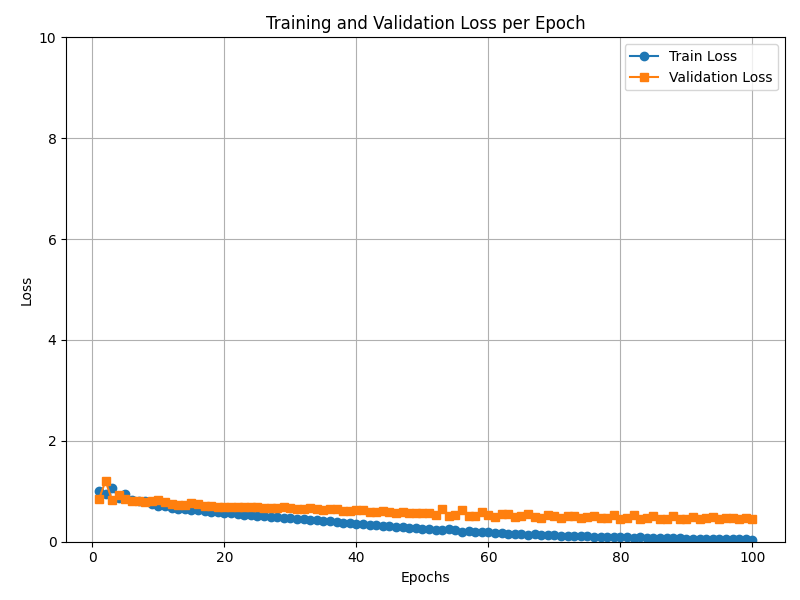 Training and Validation Loss per Epoch
10
8
6
4
2
0
Loss
Train Loss
Validation Loss
0 20 40 60 80 100
Epochs